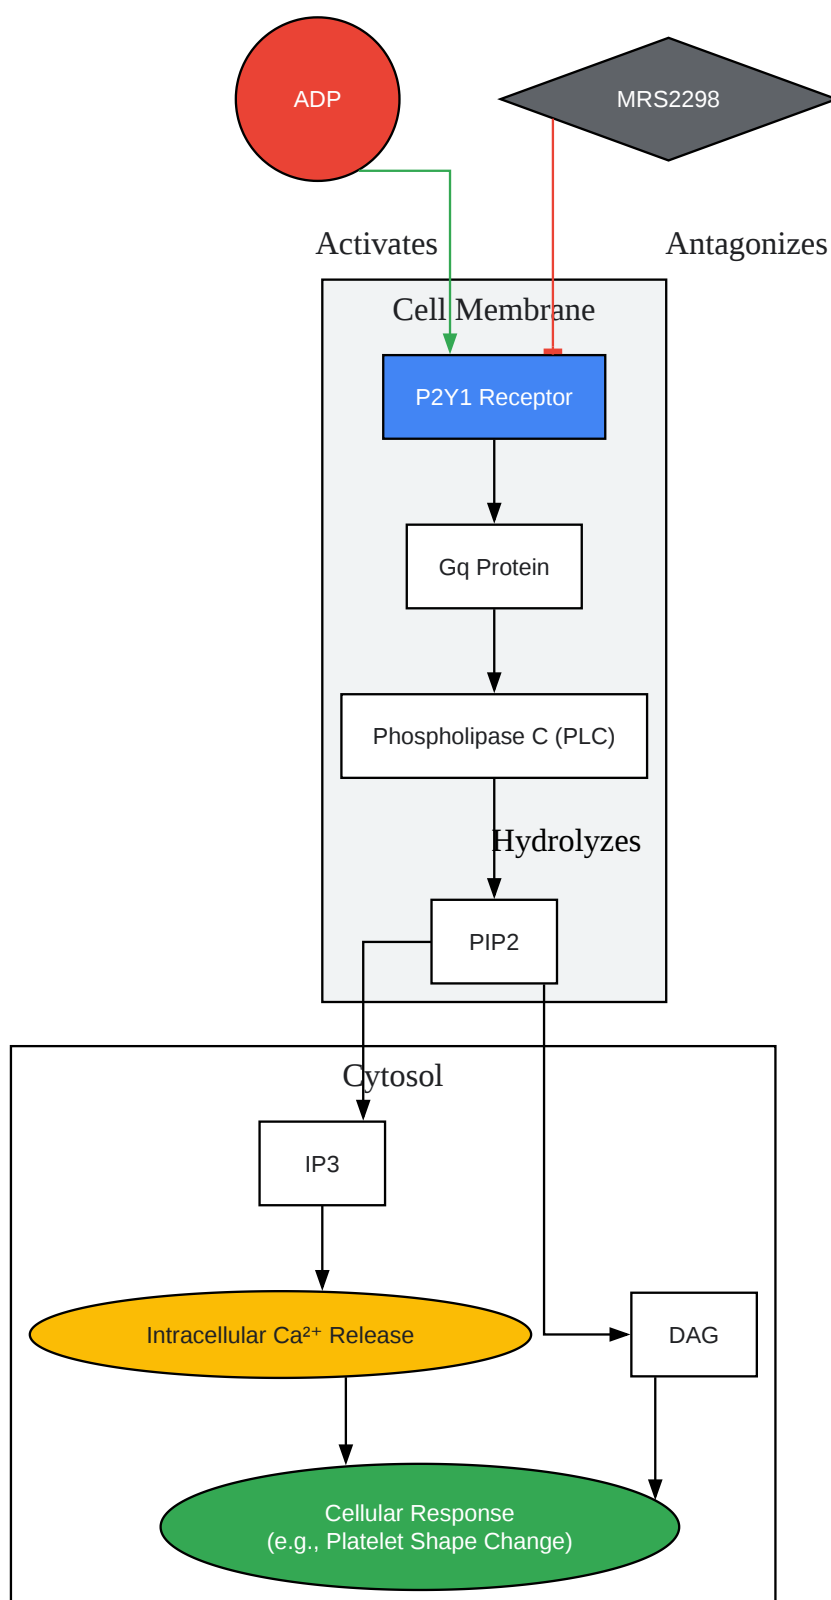 ADP
MRS2298
Activates
Antagonizes
Cell Membrane
P2Y1 Receptor
Gq Protein
Phospholipase C (PLC)
Hydrolyzes
PIP2
Cytosol
IP3
Intracellular Ca²⁺ Release
DAG
Cellular Response
(e.g., Platelet Shape Change)